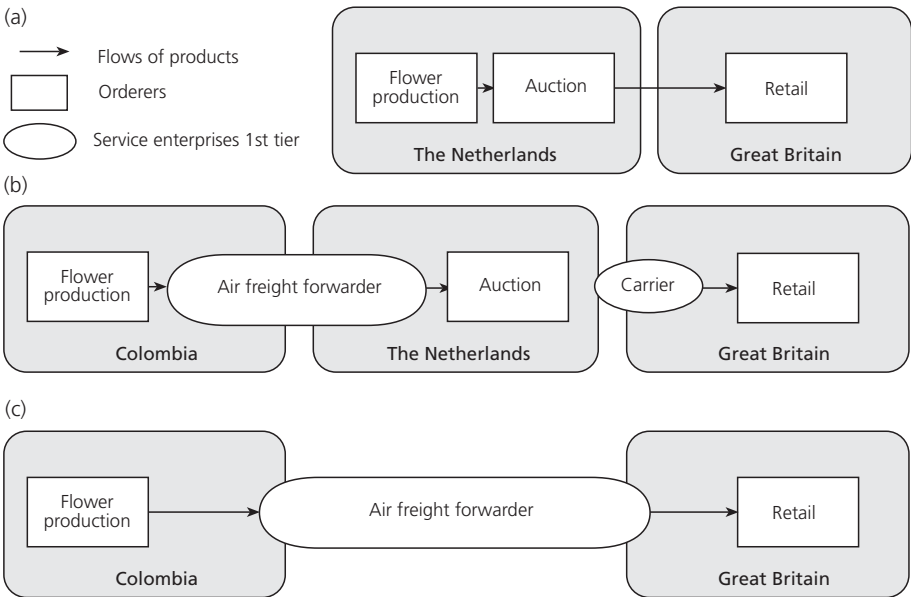 (a)
Flows of products
Orderers
Service enterprises 1st tier
Flower
production
Auction
Retail
The Netherlands
Great Britain
(b)
Flower
production
Air freight forwarder
Auction
Carrier
Retail
Colombia
The Netherlands
Great Britain
(c)
Flower
production
Air freight forwarder
Retail
Colombia
Great Britain